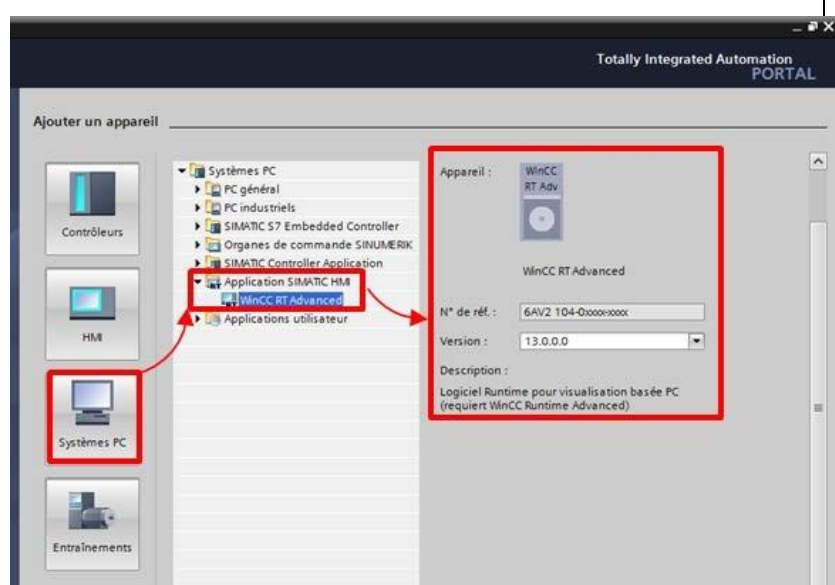 Totally Integrated Automation
PORTAL
Ajouter un appareil
Contrôleurs
HMI
Systèmes PC
Entraînements
Systèmes PC
PC général
PC industriels
SIMATIC S7 Embedded Controller
Organes de commande SINUMERIK
SIMATIC Controller Application
Application SIMATIC HMI
WinCC RT Advanced
Applications utilisateur
Appareil :
WinCC
RT Adv
WinCC RT Advanced
N° de réf. :
6AV2 104-0xxxx-xxxx
Version :
13.0.0.0
Description :
Logiciel Runtime pour visualisation basée PC
(requiert WinCC Runtime Advanced)